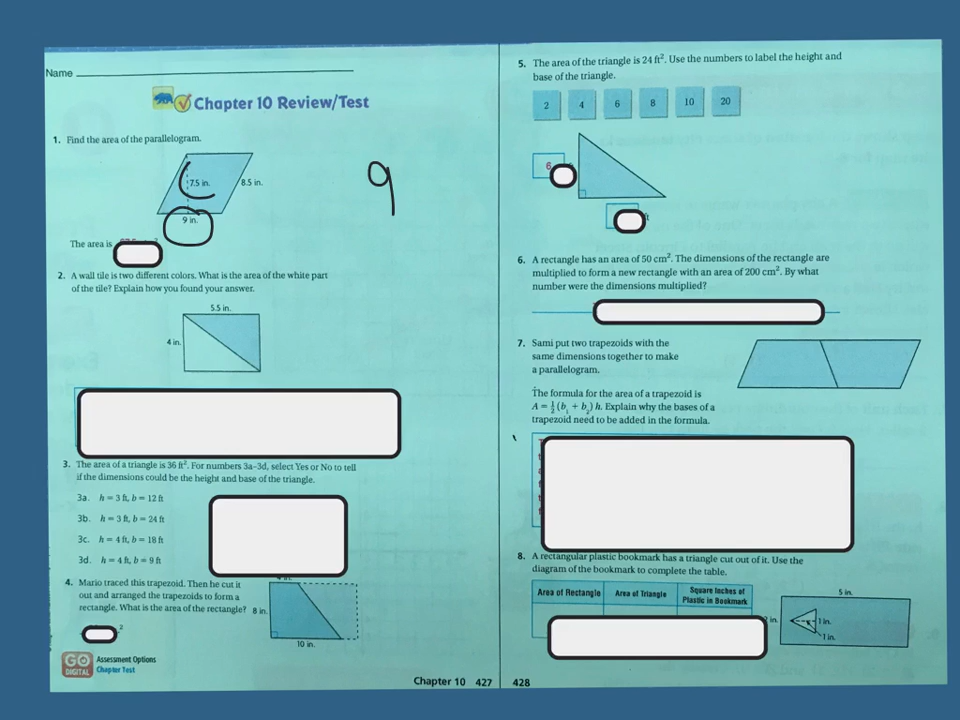 Name
Chapter 10 Review/Test
1. Find the area of the parallelogram.
7.5 in.
8.5 in.
9 in.
9
The area is
2. A wall tile is two different colors. What is the area of the white part
of the tile? Explain how you found your answer.
5.5 in.
4 in.
3. The area of a triangle is 36 ft². For numbers 3a–3d, select Yes or No to tell
if the dimensions could be the height and base of the triangle.
3a. h = 3 ft, b = 12 ft
3b. h = 3 ft, b = 24 ft
3c. h = 4 ft, b = 18 ft
3d. h = 4 ft, b = 9 ft
4. Mario traced this trapezoid. Then he cut it
out and arranged the trapezoids to form a
rectangle. What is the area of the rectangle?
8 in.
10 in.
2
GO
DIGITAL
Assessment Options
Chapter Test
Chapter 10 427
5. The area of the triangle is 24 ft². Use the numbers to label the height and
base of the triangle.
2 4 6 8 10 20
6
6. A rectangle has an area of 50 cm². The dimensions of the rectangle are
multiplied to form a new rectangle with an area of 200 cm². By what
number were the dimensions multiplied?
7. Sami put two trapezoids with the
same dimensions together to make
a parallelogram.
The formula for the area of a trapezoid is
A = ½(b₁ + b₂)h. Explain why the bases of a
trapezoid need to be added in the formula.
8. A rectangular plastic bookmark has a triangle cut out of it. Use the
diagram of the bookmark to complete the table.
Area of Rectangle Area of Triangle Square Inches of
Plastic in Bookmark
5 in.
in.
1 in.
1 in.
428